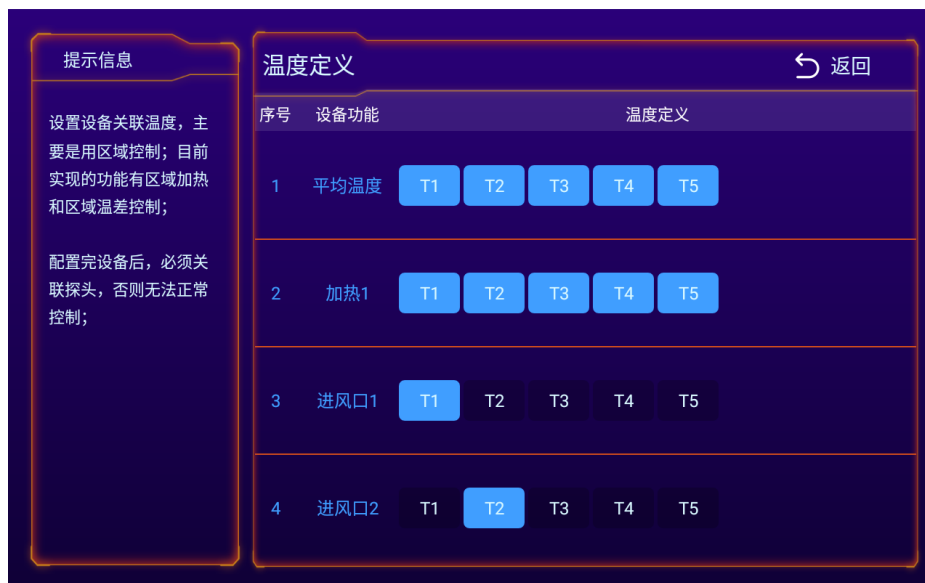 提示信息
设置设备关联温度，主
要是用区域控制；目前
实现的功能有区域加热
和区域温差控制；
配置完设备后，必须关
联探头，否则无法正常
控制；
温度定义
返回
序号 设备功能 温度定义
1 平均温度 T1 T2 T3 T4 T5
2 加热1 T1 T2 T3 T4 T5
3 进风口1 T1 T2 T3 T4 T5
4 进风口2 T1 T2 T3 T4 T5